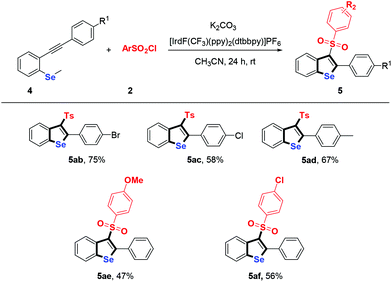 R¹
R₂
K₂CO₃
ArSO₂Cl
[IrdF(CF₃)(ppy)₂(dtbbpy)]PF₆
CH₃CN, 24 h, rt
+
Se
O
S
O
Se
R¹
4
2
5
Ts
Br
Se
5ab, 75%
Ts
Cl
Se
5ac, 58%
Ts
Se
5ad, 67%
OMe
O
S
O
Se
5ae, 47%
Cl
O
S
O
Se
5af, 56%